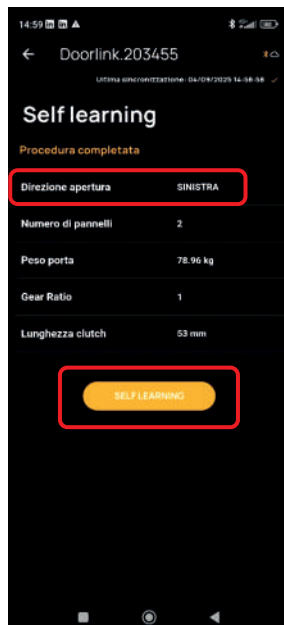 14:59
Doorlink.203455
Ultima sincronizzazione: 04/09/2025 14:58:58
Self learning
Procedura completata
Direzione apertura SINISTRA
Numero di pannelli 2
Peso porta 78.96 kg
Gear Ratio 1
Lunghezza clutch 53 mm
SELF LEARNING